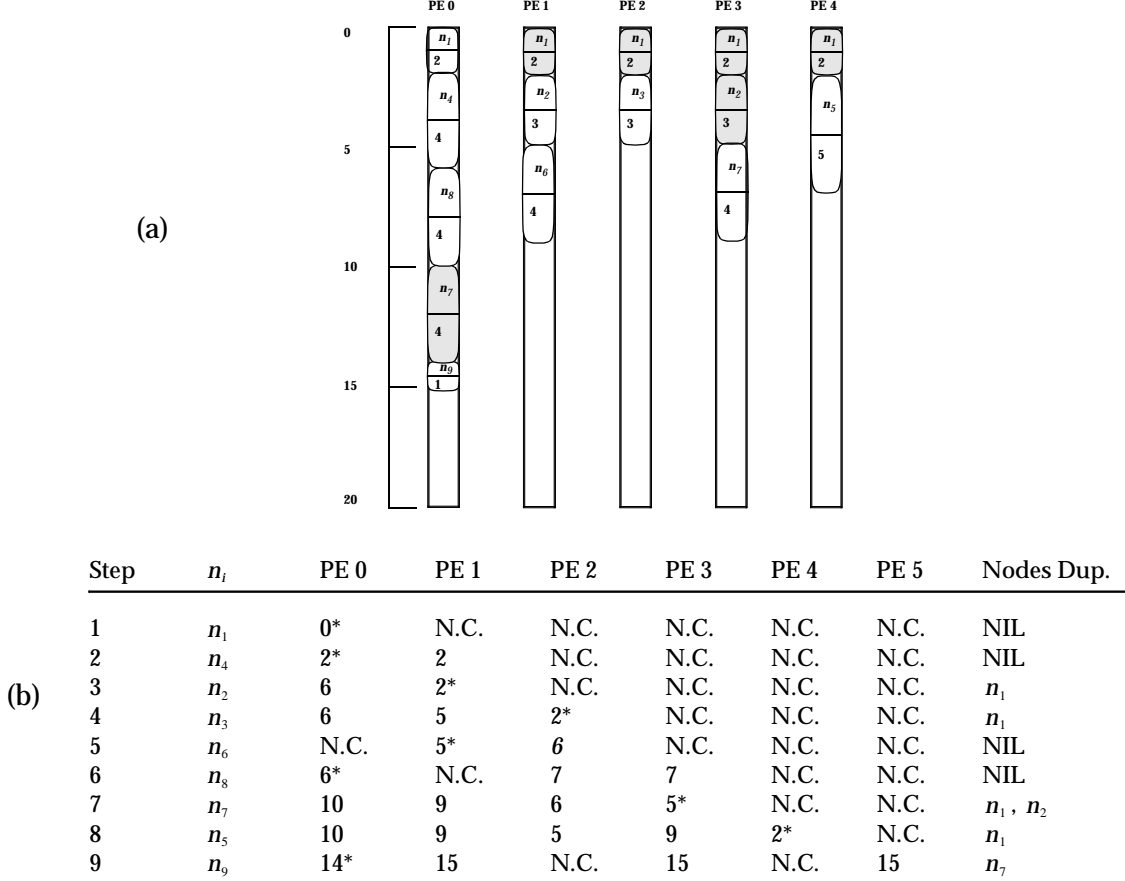 PE 0 PE 1 PE 2 PE 3 PE 4
0
n1 n1 n1 n1 n1
2 2 2 2 2
n4 n2 n3 n2 n5
4 3 3 3 5
5
n8 n6 n7
4 4 4
(a)
10
n7
4
n9
15 1
20
Step ni PE 0 PE 1 PE 2 PE 3 PE 4 PE 5 Nodes Dup.
1 n1 0* N.C. N.C. N.C. N.C. N.C. NIL
2 n4 2* 2 N.C. N.C. N.C. N.C. NIL
(b) 3 n2 6 2* N.C. N.C. N.C. N.C. n1
4 n3 6 5 2* N.C. N.C. N.C. n1
5 n6 N.C. 5* 6 N.C. N.C. N.C. NIL
6 n8 6* N.C. 7 7 N.C. N.C. NIL
7 n7 10 9 6 5* N.C. N.C. n1 , n2
8 n5 10 9 5 9 2* N.C. n1
9 n9 14* 15 N.C. 15 N.C. 15 n7